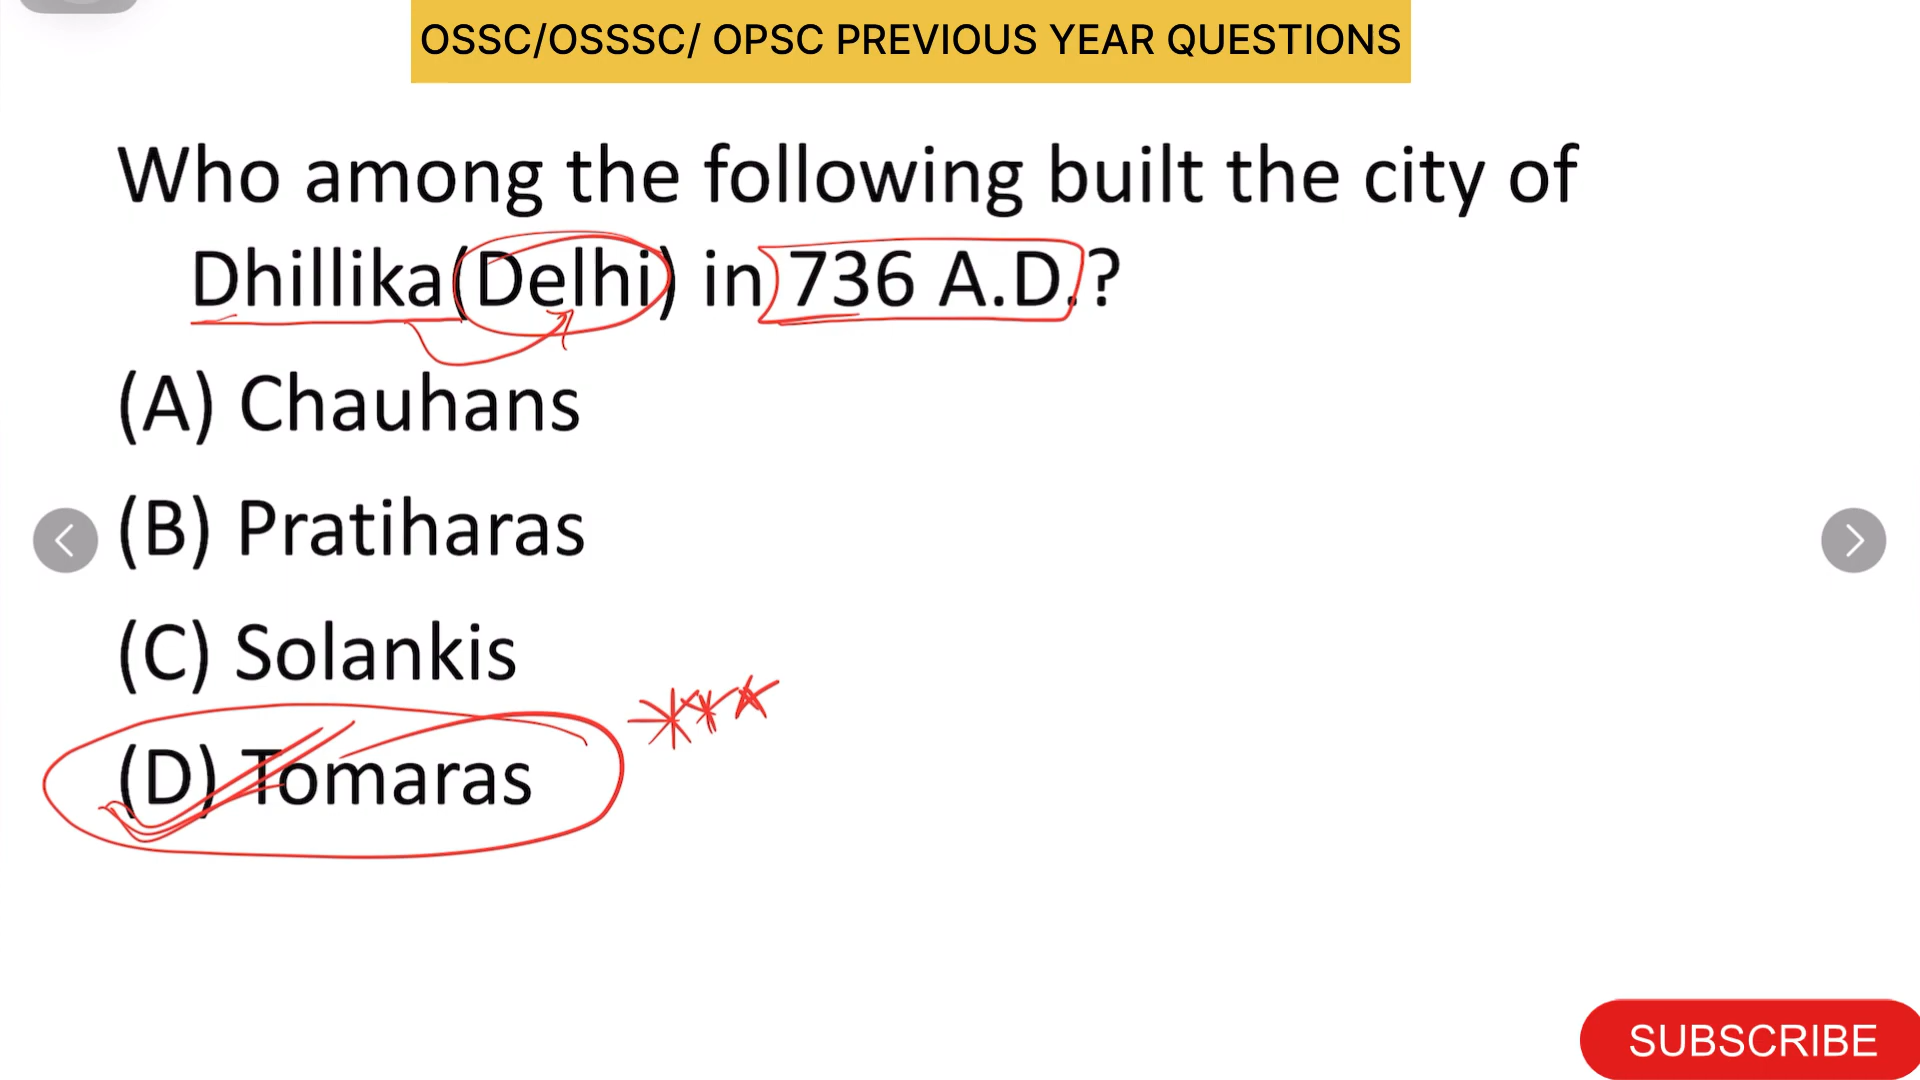 OSSC/OSSSC/ OPSC PREVIOUS YEAR QUESTIONS
Who among the following built the city of
Dhillika(Delhi) in 736 A.D.?
(A) Chauhans
(B) Pratiharas
(C) Solankis
(D) Tomaras
SUBSCRIBE